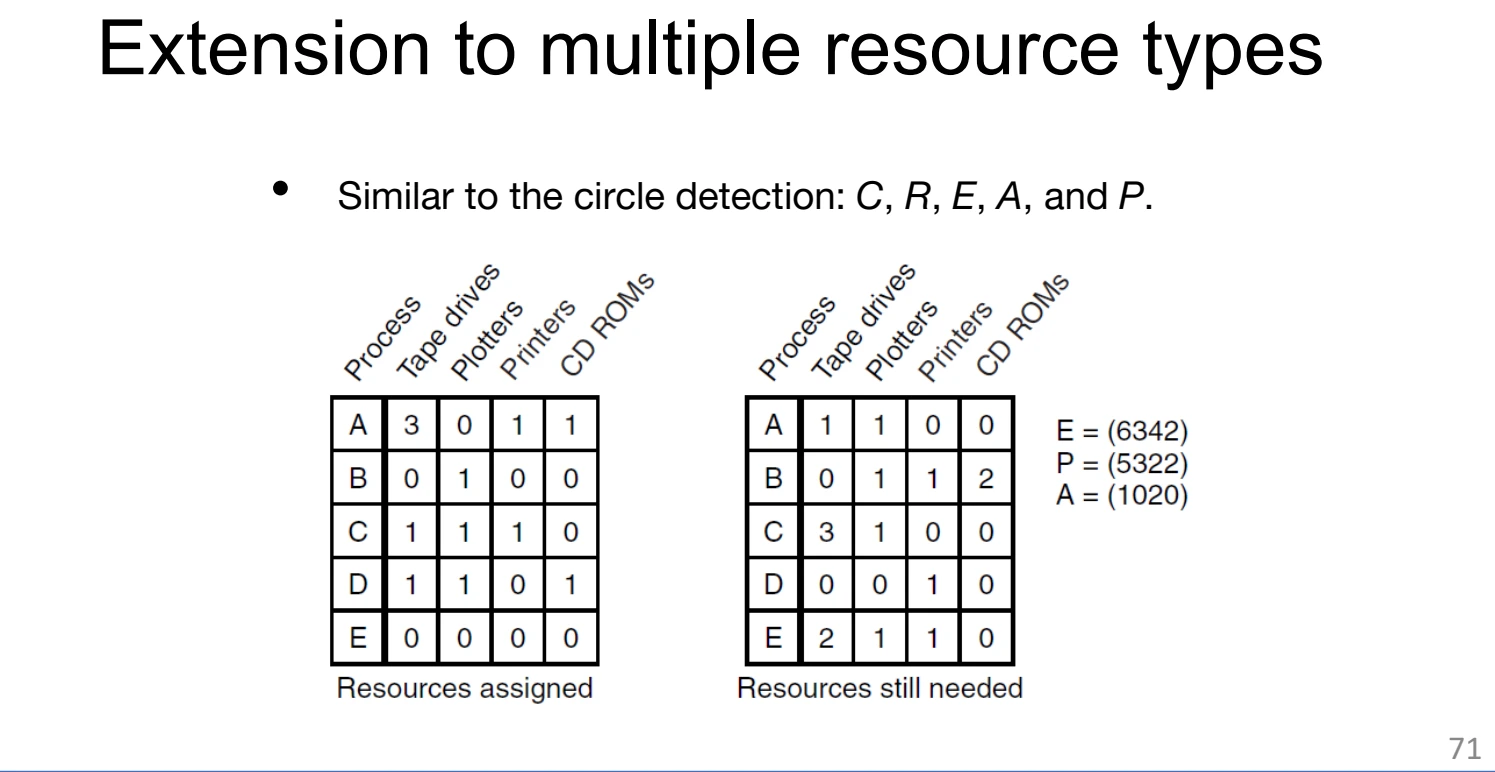 Extension to multiple resource types
• Similar to the circle detection: C, R, E, A, and P.
Process Tape drives Plotters Printers CD ROMs
A 3 0 1 1
B 0 1 0 0
C 1 1 1 0
D 1 1 0 1
E 0 0 0 0
Resources assigned
Process Tape drives Plotters Printers CD ROMs
A 1 1 0 0
B 0 1 1 2
C 3 1 0 0
D 0 0 1 0
E 2 1 1 0
Resources still needed
E = (6342)
P = (5322)
A = (1020)
71